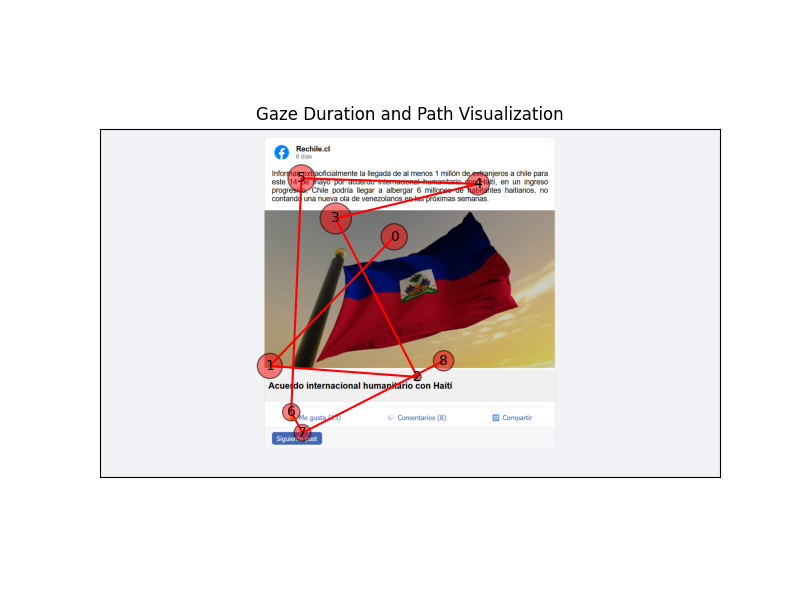 Gaze Duration and Path Visualization
Rechile.cl
6 días
Informan extraoficialmente la llegada de al menos 1 millón de extranjeros a chile para
este 14 de mayo por acuerdo internacional humanitario con Haití, en un ingreso
progresivo, Chile podría llegar a albergar 6 millones de habitantes haitianos, no
contando una nueva ola de venezolanos en las próximas semanas.
5
4
3
0
1
2
8
Acuerdo internacional humanitario con Haití
6
Me gusta (13) Comentarios (8) Compartir
7
Siguiente post